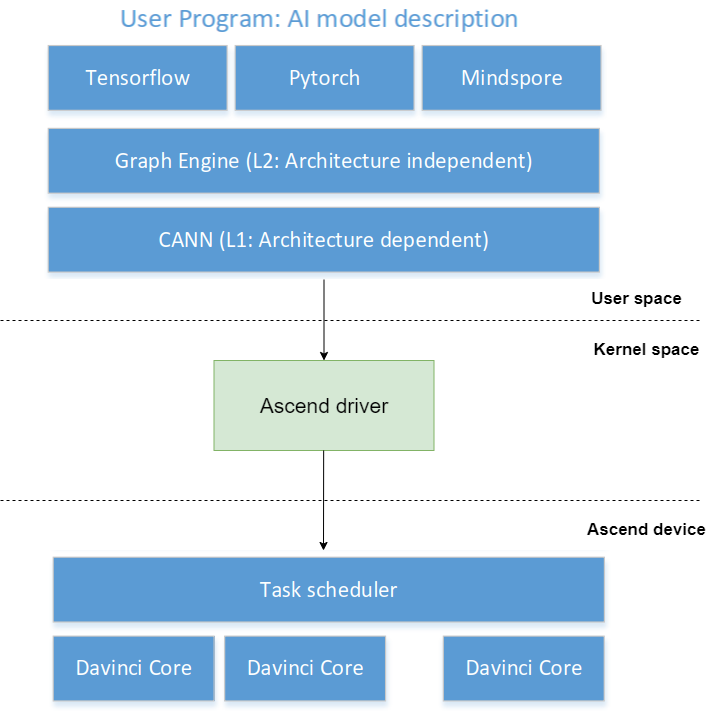 User Program: AI model description
Tensorflow
Pytorch
Mindspore
Graph Engine (L2: Architecture independent)
CANN (L1: Architecture dependent)
User space
Kernel space
Ascend driver
Ascend device
Task scheduler
Davinci Core
Davinci Core
Davinci Core